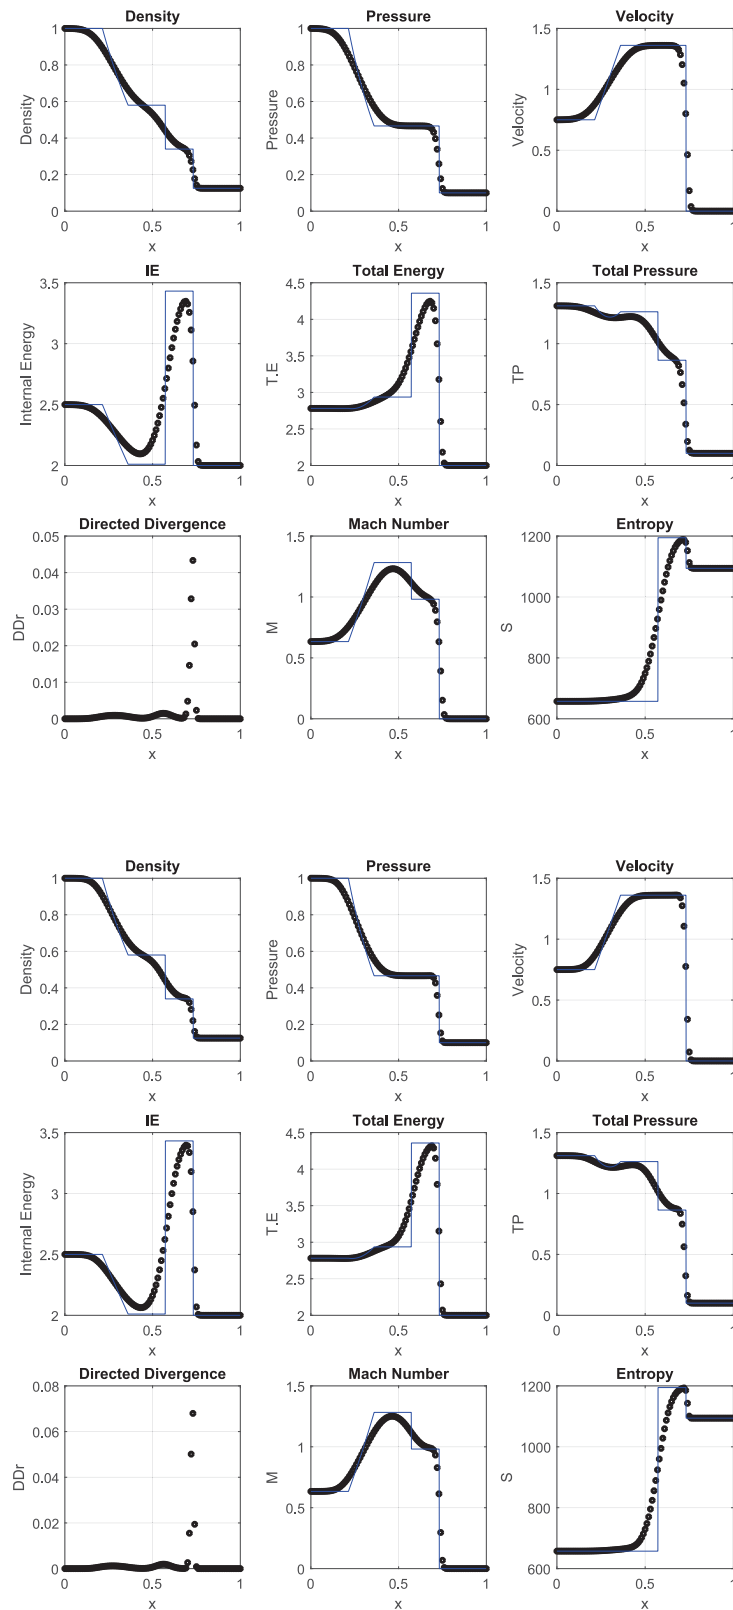 Density Pressure Velocity
1 1 1.5
0.8 0.8
0.6 0.6 1
0.4 0.4 0.5
0.2 0.2
0 0 0
0 0.5 1 0 0.5 1 0 0.5 1
x x x
Density Pressure Velocity
IE Total Energy Total Pressure
3.5 4.5 1.5
4
3 3.5 1
2.5 3 0.5
2.5
2 2 0
0 0.5 1 0 0.5 1 0 0.5 1
x x x
Internal Energy T.E TP
Directed Divergence Mach Number Entropy
0.05 1.5 1200
0.04
0.03 1 1000
0.02 0.5 800
0.01
0 0 600
0 0.5 1 0 0.5 1 0 0.5 1
x x x
DDr M S
Density Pressure Velocity
1 1 1.5
0.8 0.8
0.6 0.6 1
0.4 0.4 0.5
0.2 0.2
0 0 0
0 0.5 1 0 0.5 1 0 0.5 1
x x x
Density Pressure Velocity
IE Total Energy Total Pressure
3.5 4.5 1.5
4
3 3.5 1
2.5 3 0.5
2.5
2 2 0
0 0.5 1 0 0.5 1 0 0.5 1
x x x
Internal Energy T.E TP
Directed Divergence Mach Number Entropy
0.08 1.5 1200
0.06 1 1000
0.04
0.02 0.5 800
0 0 600
0 0.5 1 0 0.5 1 0 0.5 1
x x x
DDr M S